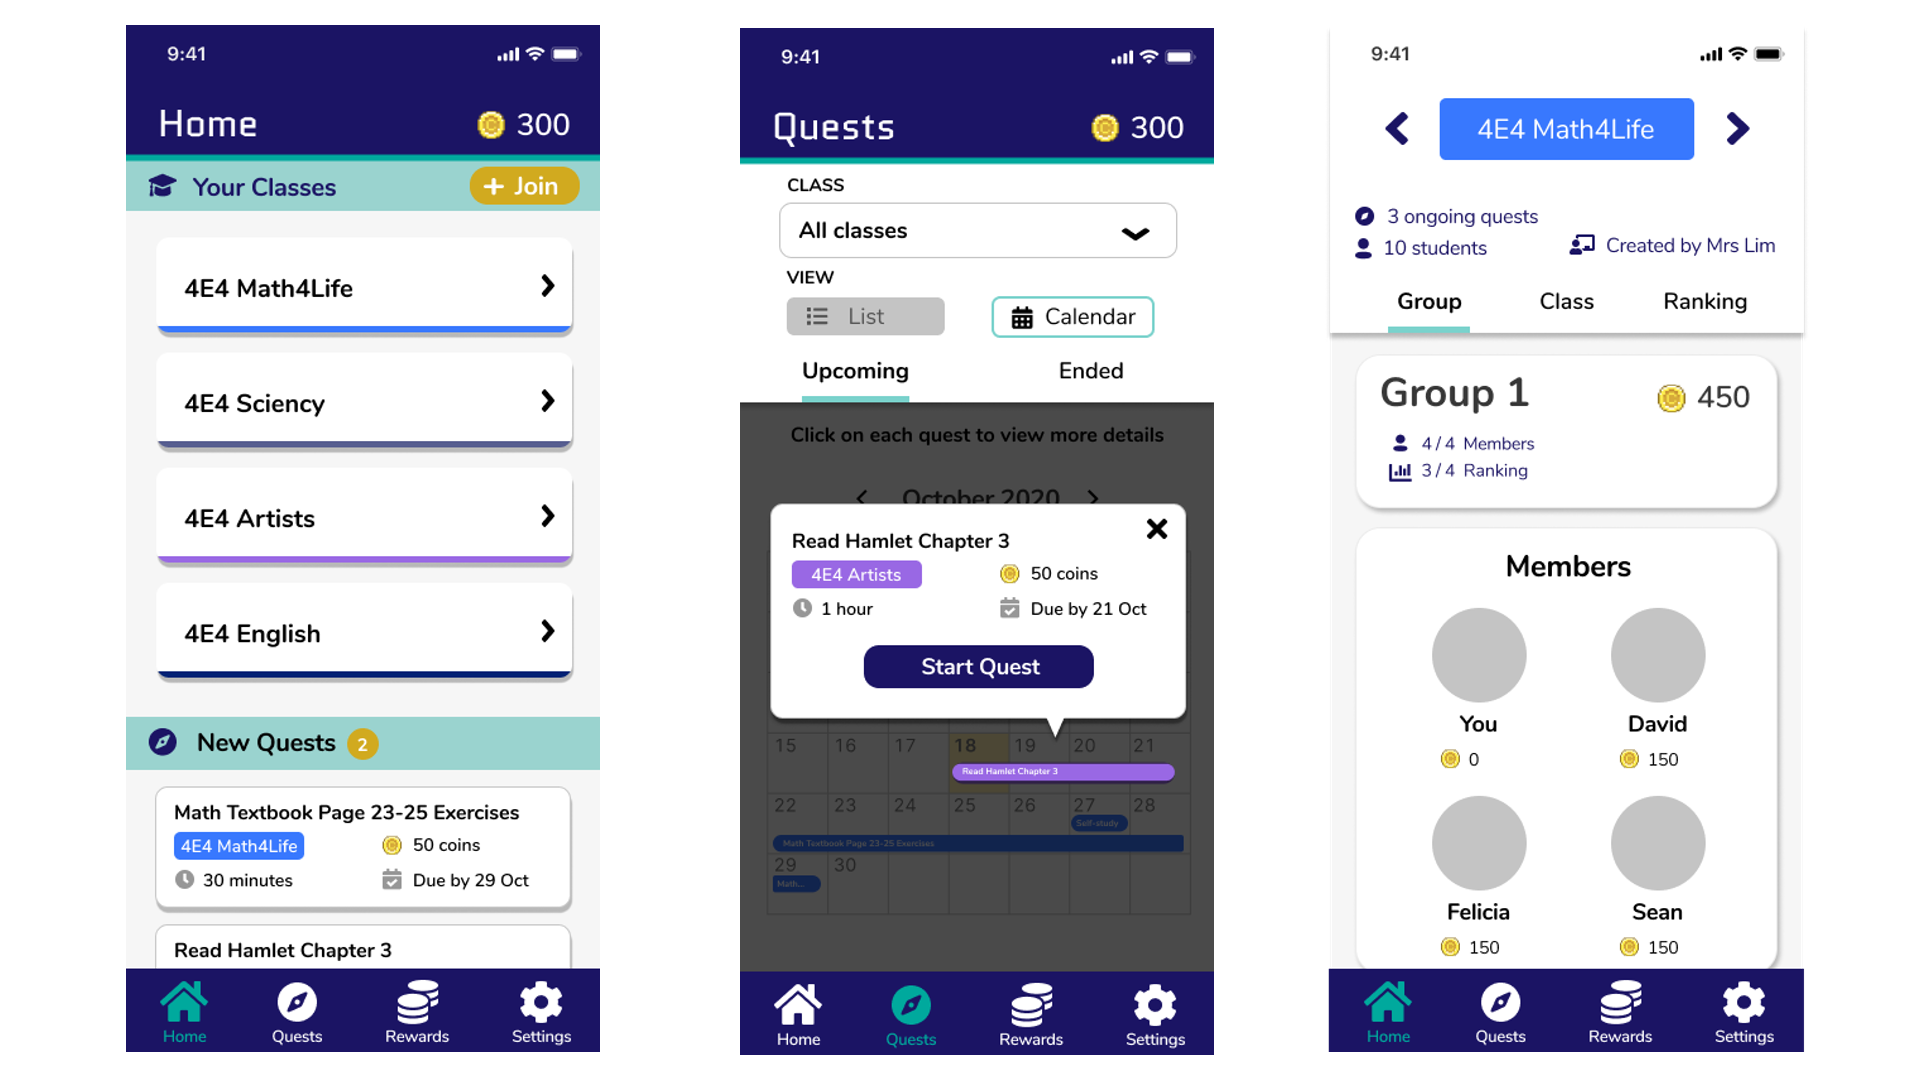 9:41
Home
300
Your Classes
+ Join
4E4 Math4Life
4E4 Sciency
4E4 Artists
4E4 English
New Quests 2
Math Textbook Page 23-25 Exercises
4E4 Math4Life
50 coins
30 minutes
Due by 29 Oct
Read Hamlet Chapter 3
Home
Quests
Rewards
Settings
9:41
Quests
300
CLASS
All classes
VIEW
List
Calendar
Upcoming
Ended
Click on each quest to view more details
October 2020
Read Hamlet Chapter 3
4E4 Artists
50 coins
1 hour
Due by 21 Oct
Start Quest
15 16 17 18 19 20 21
Read Hamlet Chapter 3
22 23 24 25 26 27 28
Self-study
Math Textbook Page 23-25 Exercises
29 30
Math...
Home
Quests
Rewards
Settings
9:41
4E4 Math4Life
3 ongoing quests
10 students
Created by Mrs Lim
Group
Class
Ranking
Group 1
450
4/4 Members
3/4 Ranking
Members
You
David
0
150
Felicia
Sean
150
150
Home
Quests
Rewards
Settings